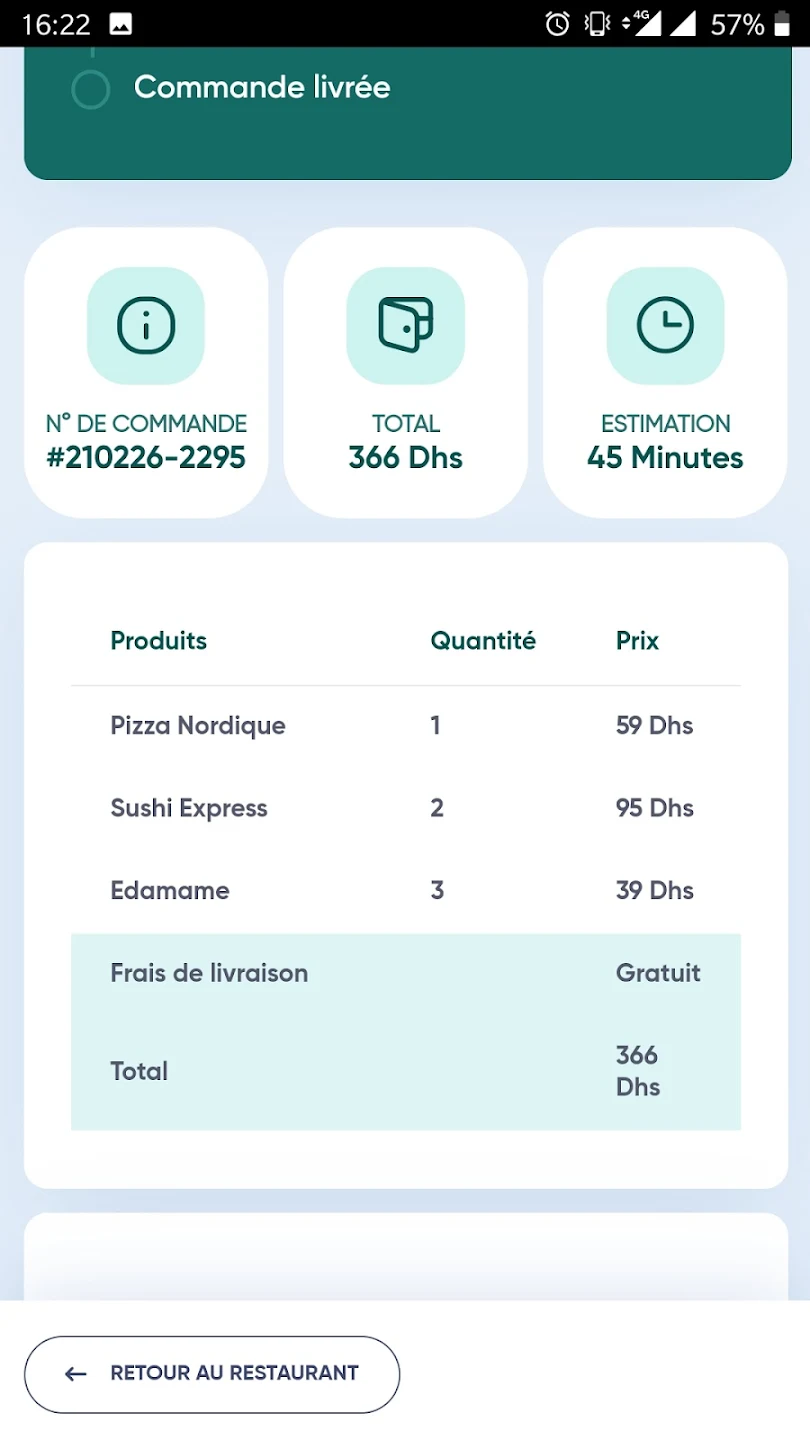 16:22 4G 57%
Commande livrée
N° DE COMMANDE
#210226-2295
TOTAL
366 Dhs
ESTIMATION
45 Minutes
Produits Quantité Prix
Pizza Nordique 1 59 Dhs
Sushi Express 2 95 Dhs
Edamame 3 39 Dhs
Frais de livraison Gratuit
Total 366
Dhs
RETOUR AU RESTAURANT